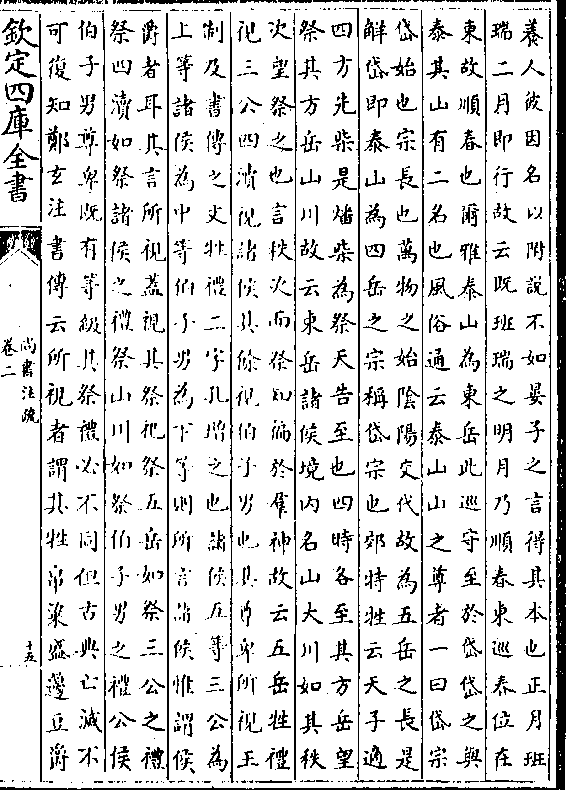 養人彼因名以附說不如晏子之言得其本也正月班
瑞二月即行故云既班瑞之明月乃順春東巡春位在
東故順春也爾雅泰山為東岳此巡守至於岱岱之與
泰其山有二名也風俗通云泰山山之尊者一曰岱宗
岱始也宗長也萬物之始陰陽交代故為五岳之長是
解岱即泰山為四岳之宗稱岱宗也郊特牲云天子適
四方先柴是燔柴為祭天告至也四時各至其方岳望
祭其方岳山川故云東岳諸侯境内名山大川如其秩
次望祭之也言秩次而祭知徧於羣神故云五岳牲禮
視三公四瀆視諸侯其餘視伯子男也其尊卑所視王
制及書傳之文牲禮二字孔増之也諸侯五等三公為
上等諸侯為中等伯子男為下等則所言諸侯惟謂侯
爵者耳其言所視蓋視其祭祀祭五岳如祭三公之禮
祭四瀆如祭諸侯之禮祭山川如祭伯子男之禮公侯
伯子男尊卑既有等級其祭禮必不同但古典亡滅不
可復知鄭玄注書傳云所視者謂其牲帛粢盛籩豆爵
欽定四庫全書
尚書注疏
卷二
十五